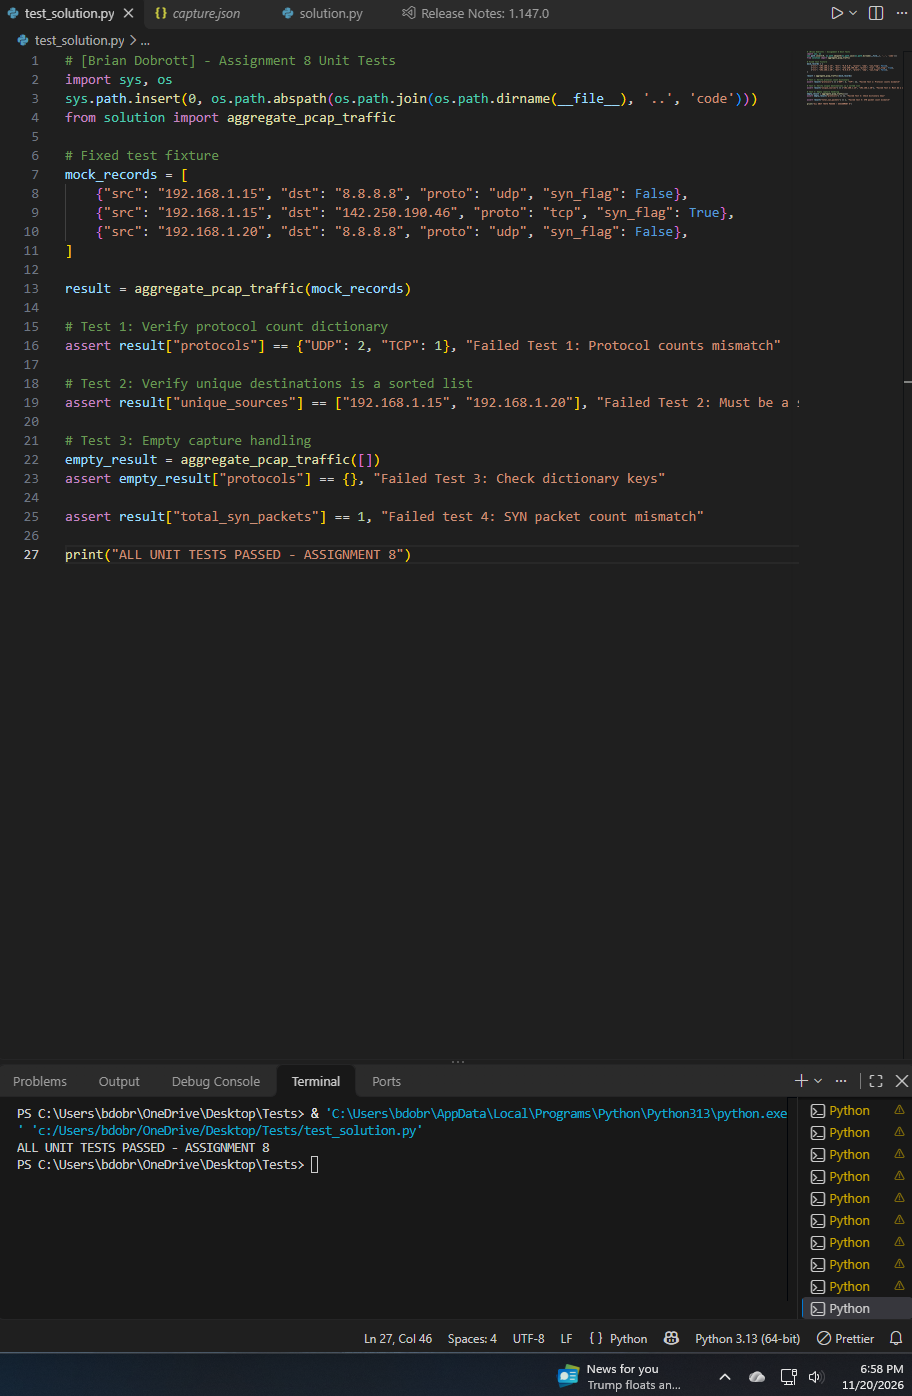 test_solution.py
capture.json
solution.py
Release Notes: 1.147.0
test_solution.py > ...
1 # [Brian Dobrott] - Assignment 8 Unit Tests
2 import sys, os
3 sys.path.insert(0, os.path.abspath(os.path.join(os.path.dirname(__file__), '..', 'code')))
4 from solution import aggregate_pcap_traffic
5
6 # Fixed test fixture
7 mock_records = [
8     {"src": "192.168.1.15", "dst": "8.8.8.8", "proto": "udp", "syn_flag": False},
9     {"src": "192.168.1.15", "dst": "142.250.190.46", "proto": "tcp", "syn_flag": True},
10     {"src": "192.168.1.20", "dst": "8.8.8.8", "proto": "udp", "syn_flag": False},
11 ]
12
13 result = aggregate_pcap_traffic(mock_records)
14
15 # Test 1: Verify protocol count dictionary
16 assert result["protocols"] == {"UDP": 2, "TCP": 1}, "Failed Test 1: Protocol counts mismatch"
17
18 # Test 2: Verify unique destinations is a sorted list
19 assert result["unique_sources"] == ["192.168.1.15", "192.168.1.20"], "Failed Test 2: Must be a
20
21 # Test 3: Empty capture handling
22 empty_result = aggregate_pcap_traffic([])
23 assert empty_result["protocols"] == {}, "Failed Test 3: Check dictionary keys"
24
25 assert result["total_syn_packets"] == 1, "Failed test 4: SYN packet count mismatch"
26
27 print("ALL UNIT TESTS PASSED - ASSIGNMENT 8")
Problems Output Debug Console Terminal Ports
PS C:\Users\bdobr\OneDrive\Desktop\Tests> & 'C:\Users\bdobr\AppData\Local\Programs\Python\Python313\python.exe
' 'c:/Users/bdobr/OneDrive/Desktop/Tests/test_solution.py'
ALL UNIT TESTS PASSED - ASSIGNMENT 8
PS C:\Users\bdobr\OneDrive\Desktop\Tests>
Python
Python
Python
Python
Python
Python
Python
Python
Python
Python
Ln 27, Col 46 Spaces: 4 UTF-8 LF { } Python Python 3.13 (64-bit) Prettier
News for you
Trump floats an...
6:58 PM
11/20/2026